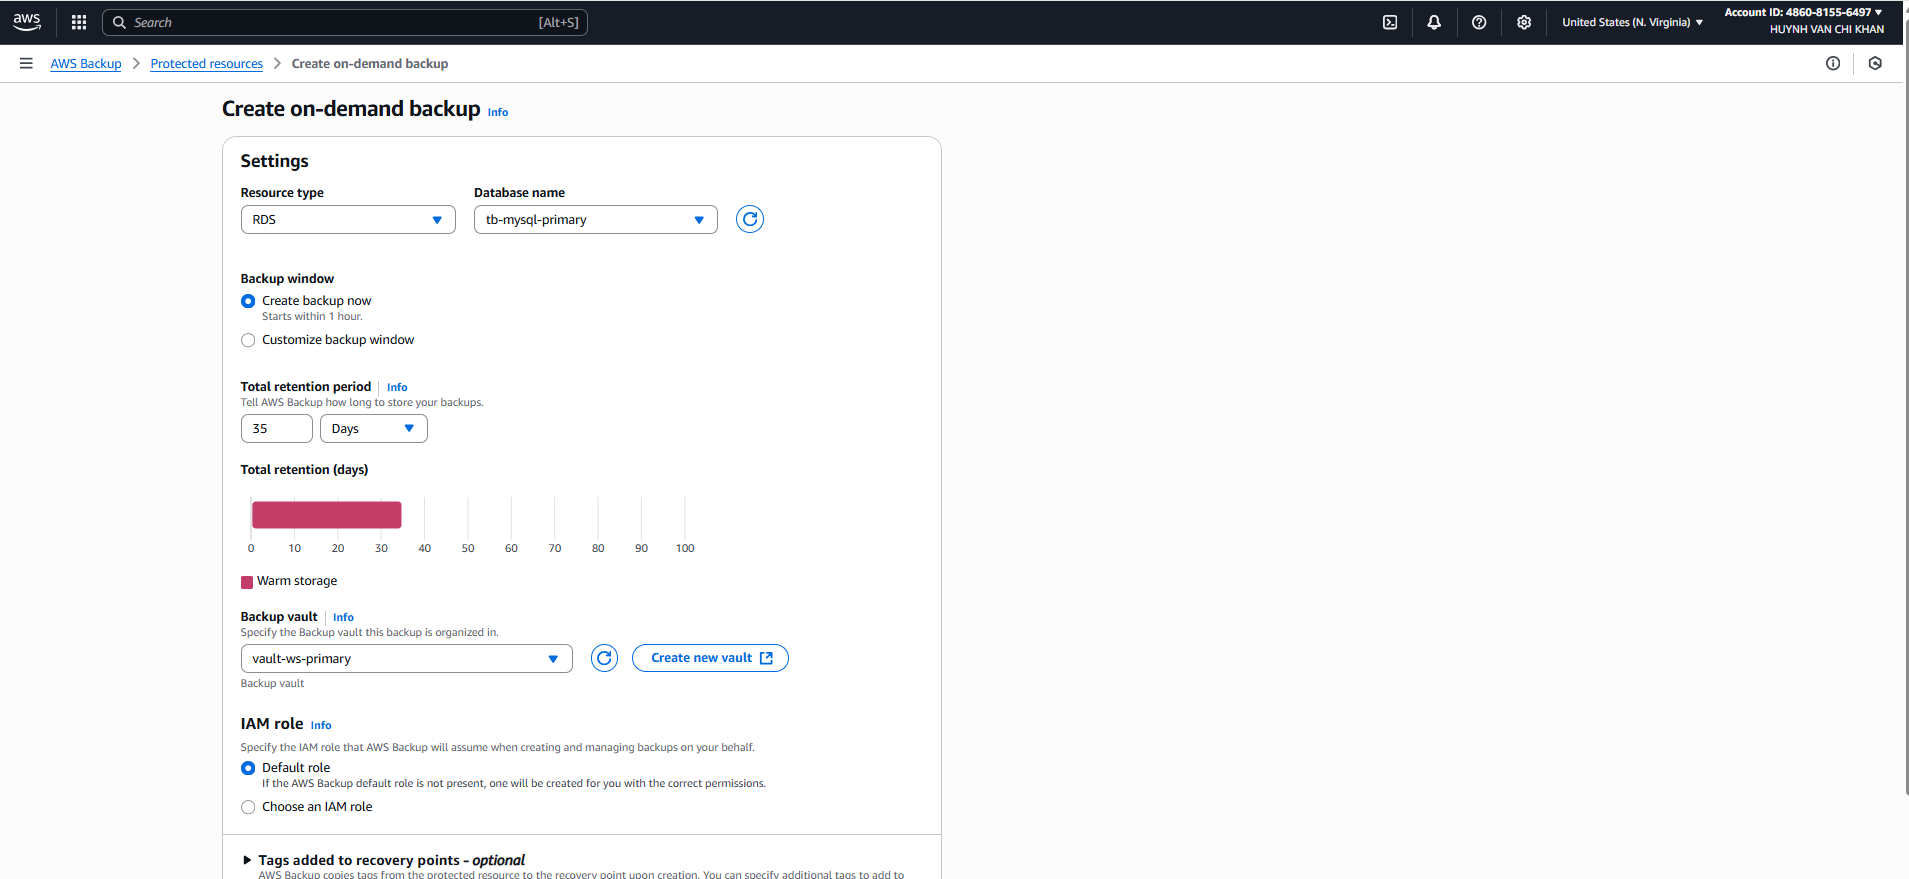 aws
Search [Alt+S]
United States (N. Virginia)
Account ID: 4860-8155-6497
HUYNH VAN CHI KHAN
AWS Backup > Protected resources > Create on-demand backup
Create on-demand backup Info
Settings
Resource type
Database name
RDS
tb-mysql-primary
Backup window
Create backup now
Starts within 1 hour.
Customize backup window
Total retention period Info
Tell AWS Backup how long to store your backups.
35 Days
Total retention (days)
0 10 20 30 40 50 60 70 80 90 100
Warm storage
Backup vault Info
Specify the Backup vault this backup is organized in.
vault-ws-primary
Create new vault
Backup vault
IAM role Info
Specify the IAM role that AWS Backup will assume when creating and managing backups on your behalf.
Default role
If the AWS Backup default role is not present, one will be created for you with the correct permissions.
Choose an IAM role
Tags added to recovery points - optional
AWS Backup copies tags from the protected resource to the recovery point upon creation. You can specify additional tags to add to